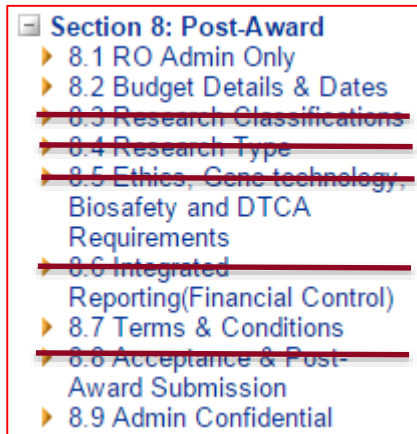 Section 8: Post-Award
8.1 RO Admin Only
8.2 Budget Details & Dates
8.3 Research Classifications
8.4 Research Type
8.5 Ethics, Gene technology,
Biosafety and DTCA
Requirements
8.6 Integrated
Reporting(Financial Control)
8.7 Terms & Conditions
8.8 Acceptance & Post-
Award Submission
8.9 Admin Confidential